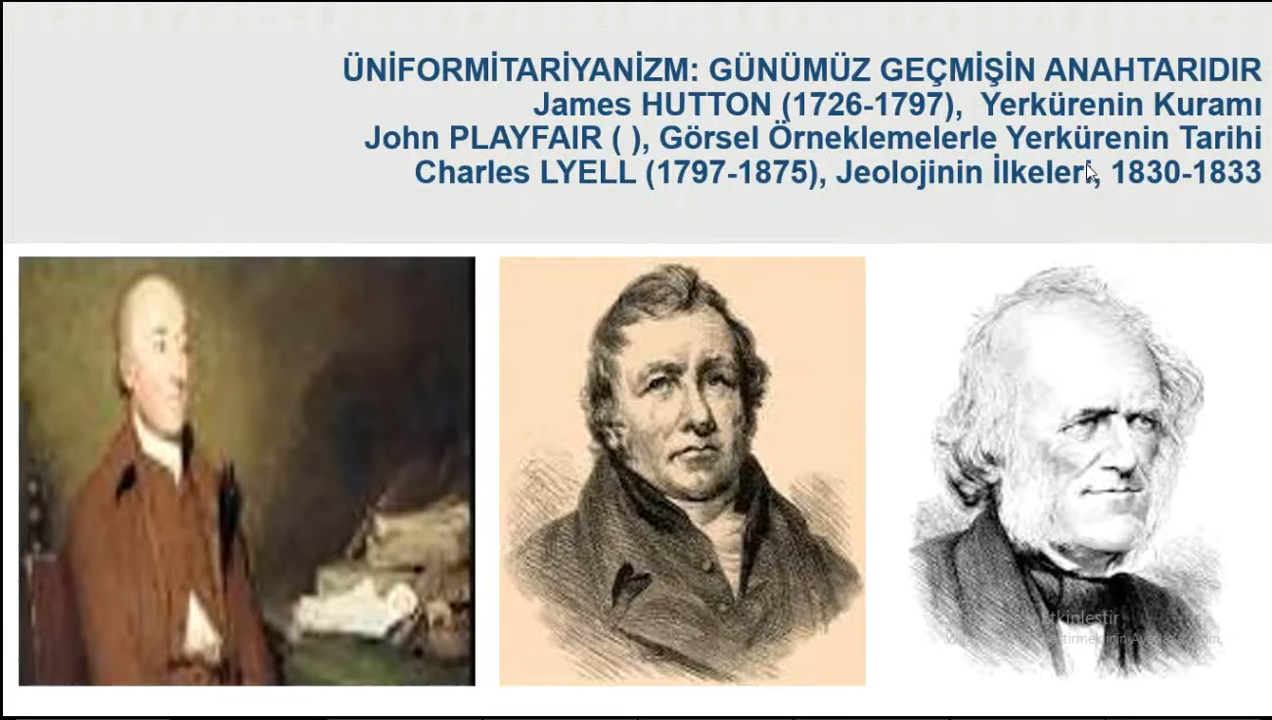 ÜNİFORMİTARİYANİZM: GÜNÜMÜZ GEÇMİŞİN ANAHTARIDIR
James HUTTON (1726-1797), Yerkürenin Kuramı
John PLAYFAIR ( ), Görsel Örneklemelerle Yerkürenin Tarihi
Charles LYELL (1797-1875), Jeolojinin İlkeleri, 1830-1833